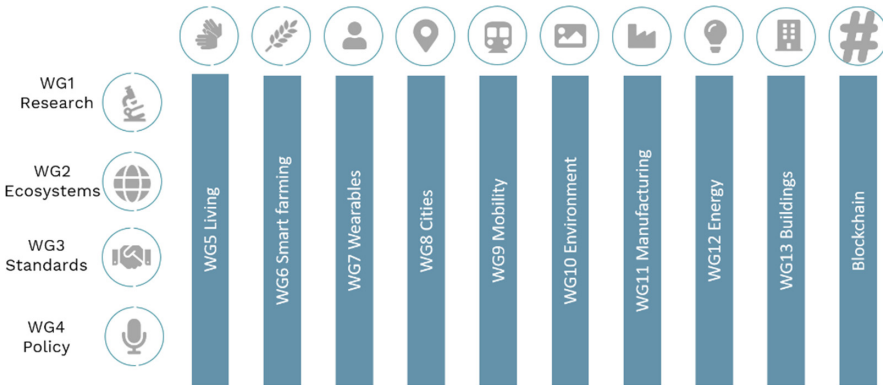 WG1
Research
WG2
Ecosystems
WG3
Standards
WG4
Policy
WG5 Living
WG6 Smart farming
WG7 Wearables
WG8 Cities
WG9 Mobility
WG10 Environment
WG11 Manufacturing
WG12 Energy
WG13 Buildings
Blockchain